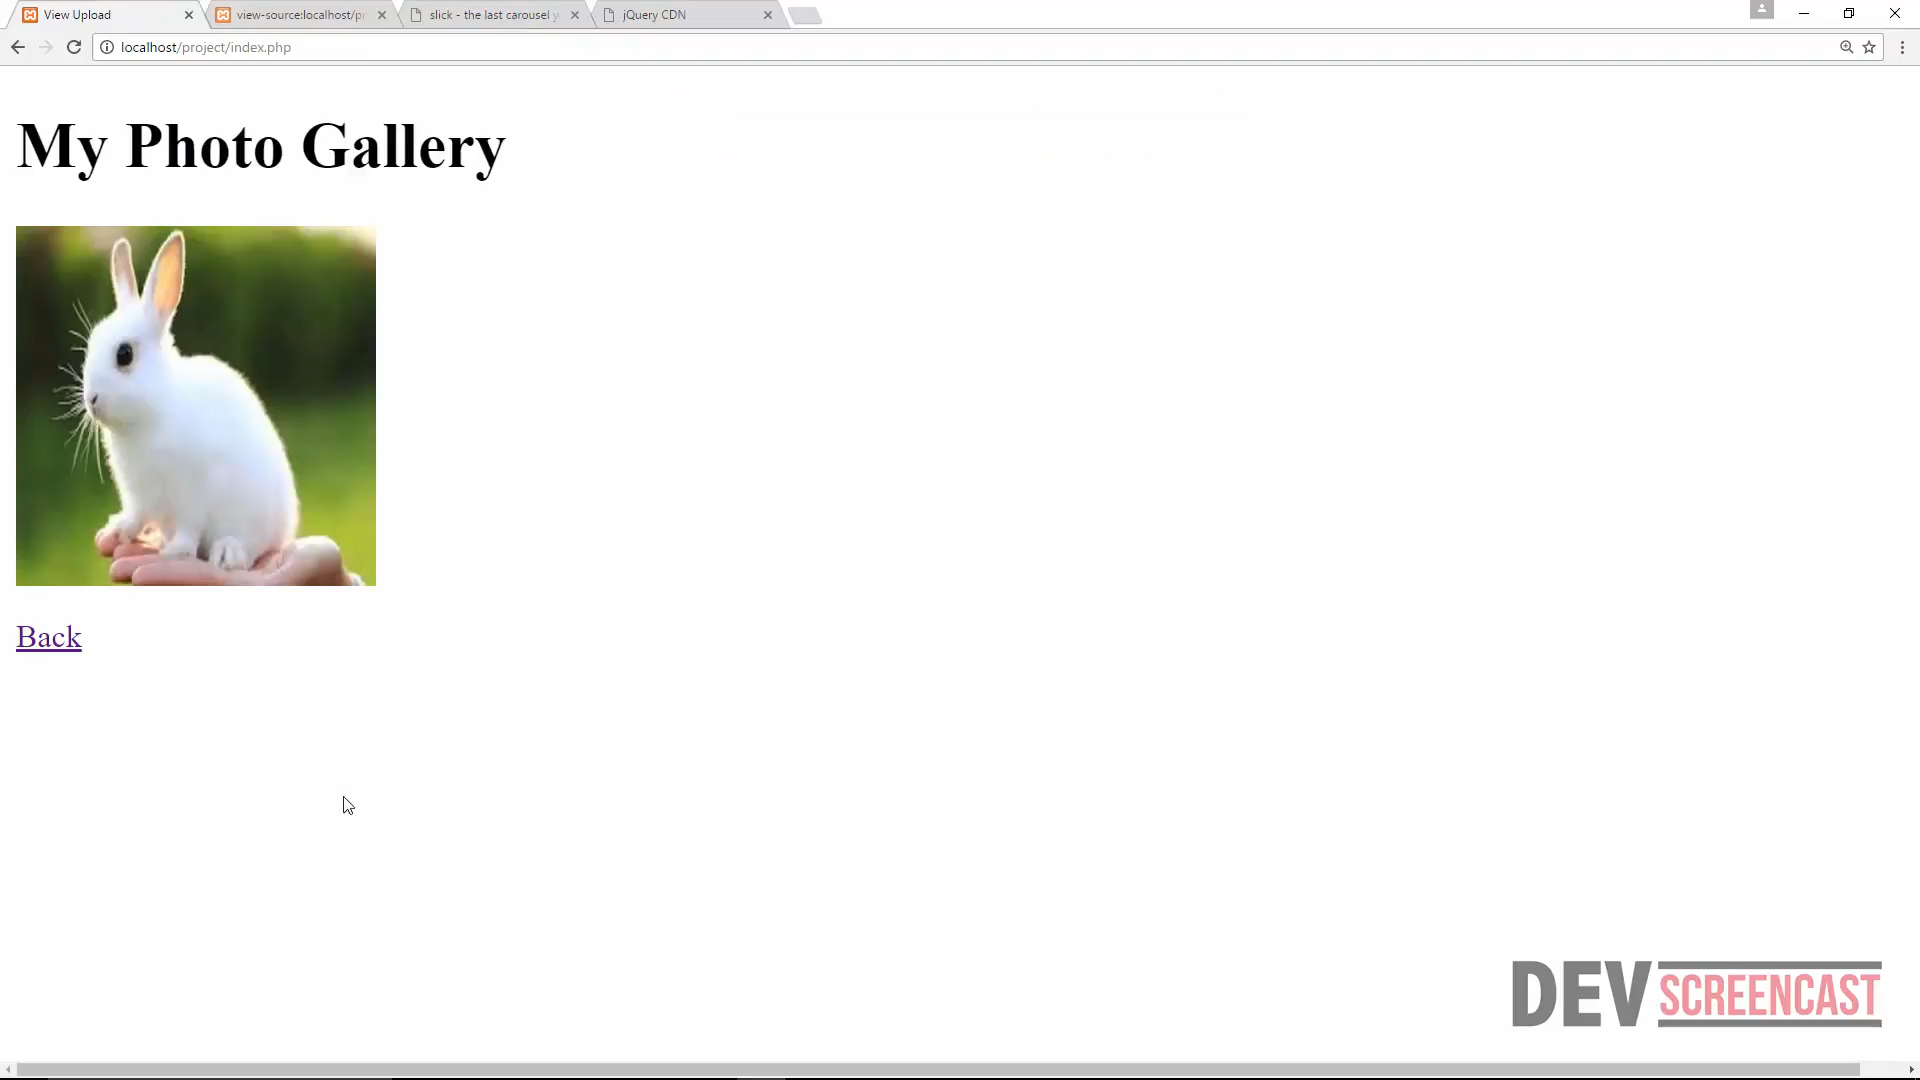 View Upload
view-source:localhost/pr
slick - the last carousel y
jQuery CDN
localhost/project/index.php
My Photo Gallery
Back
DEV SCREENCAST